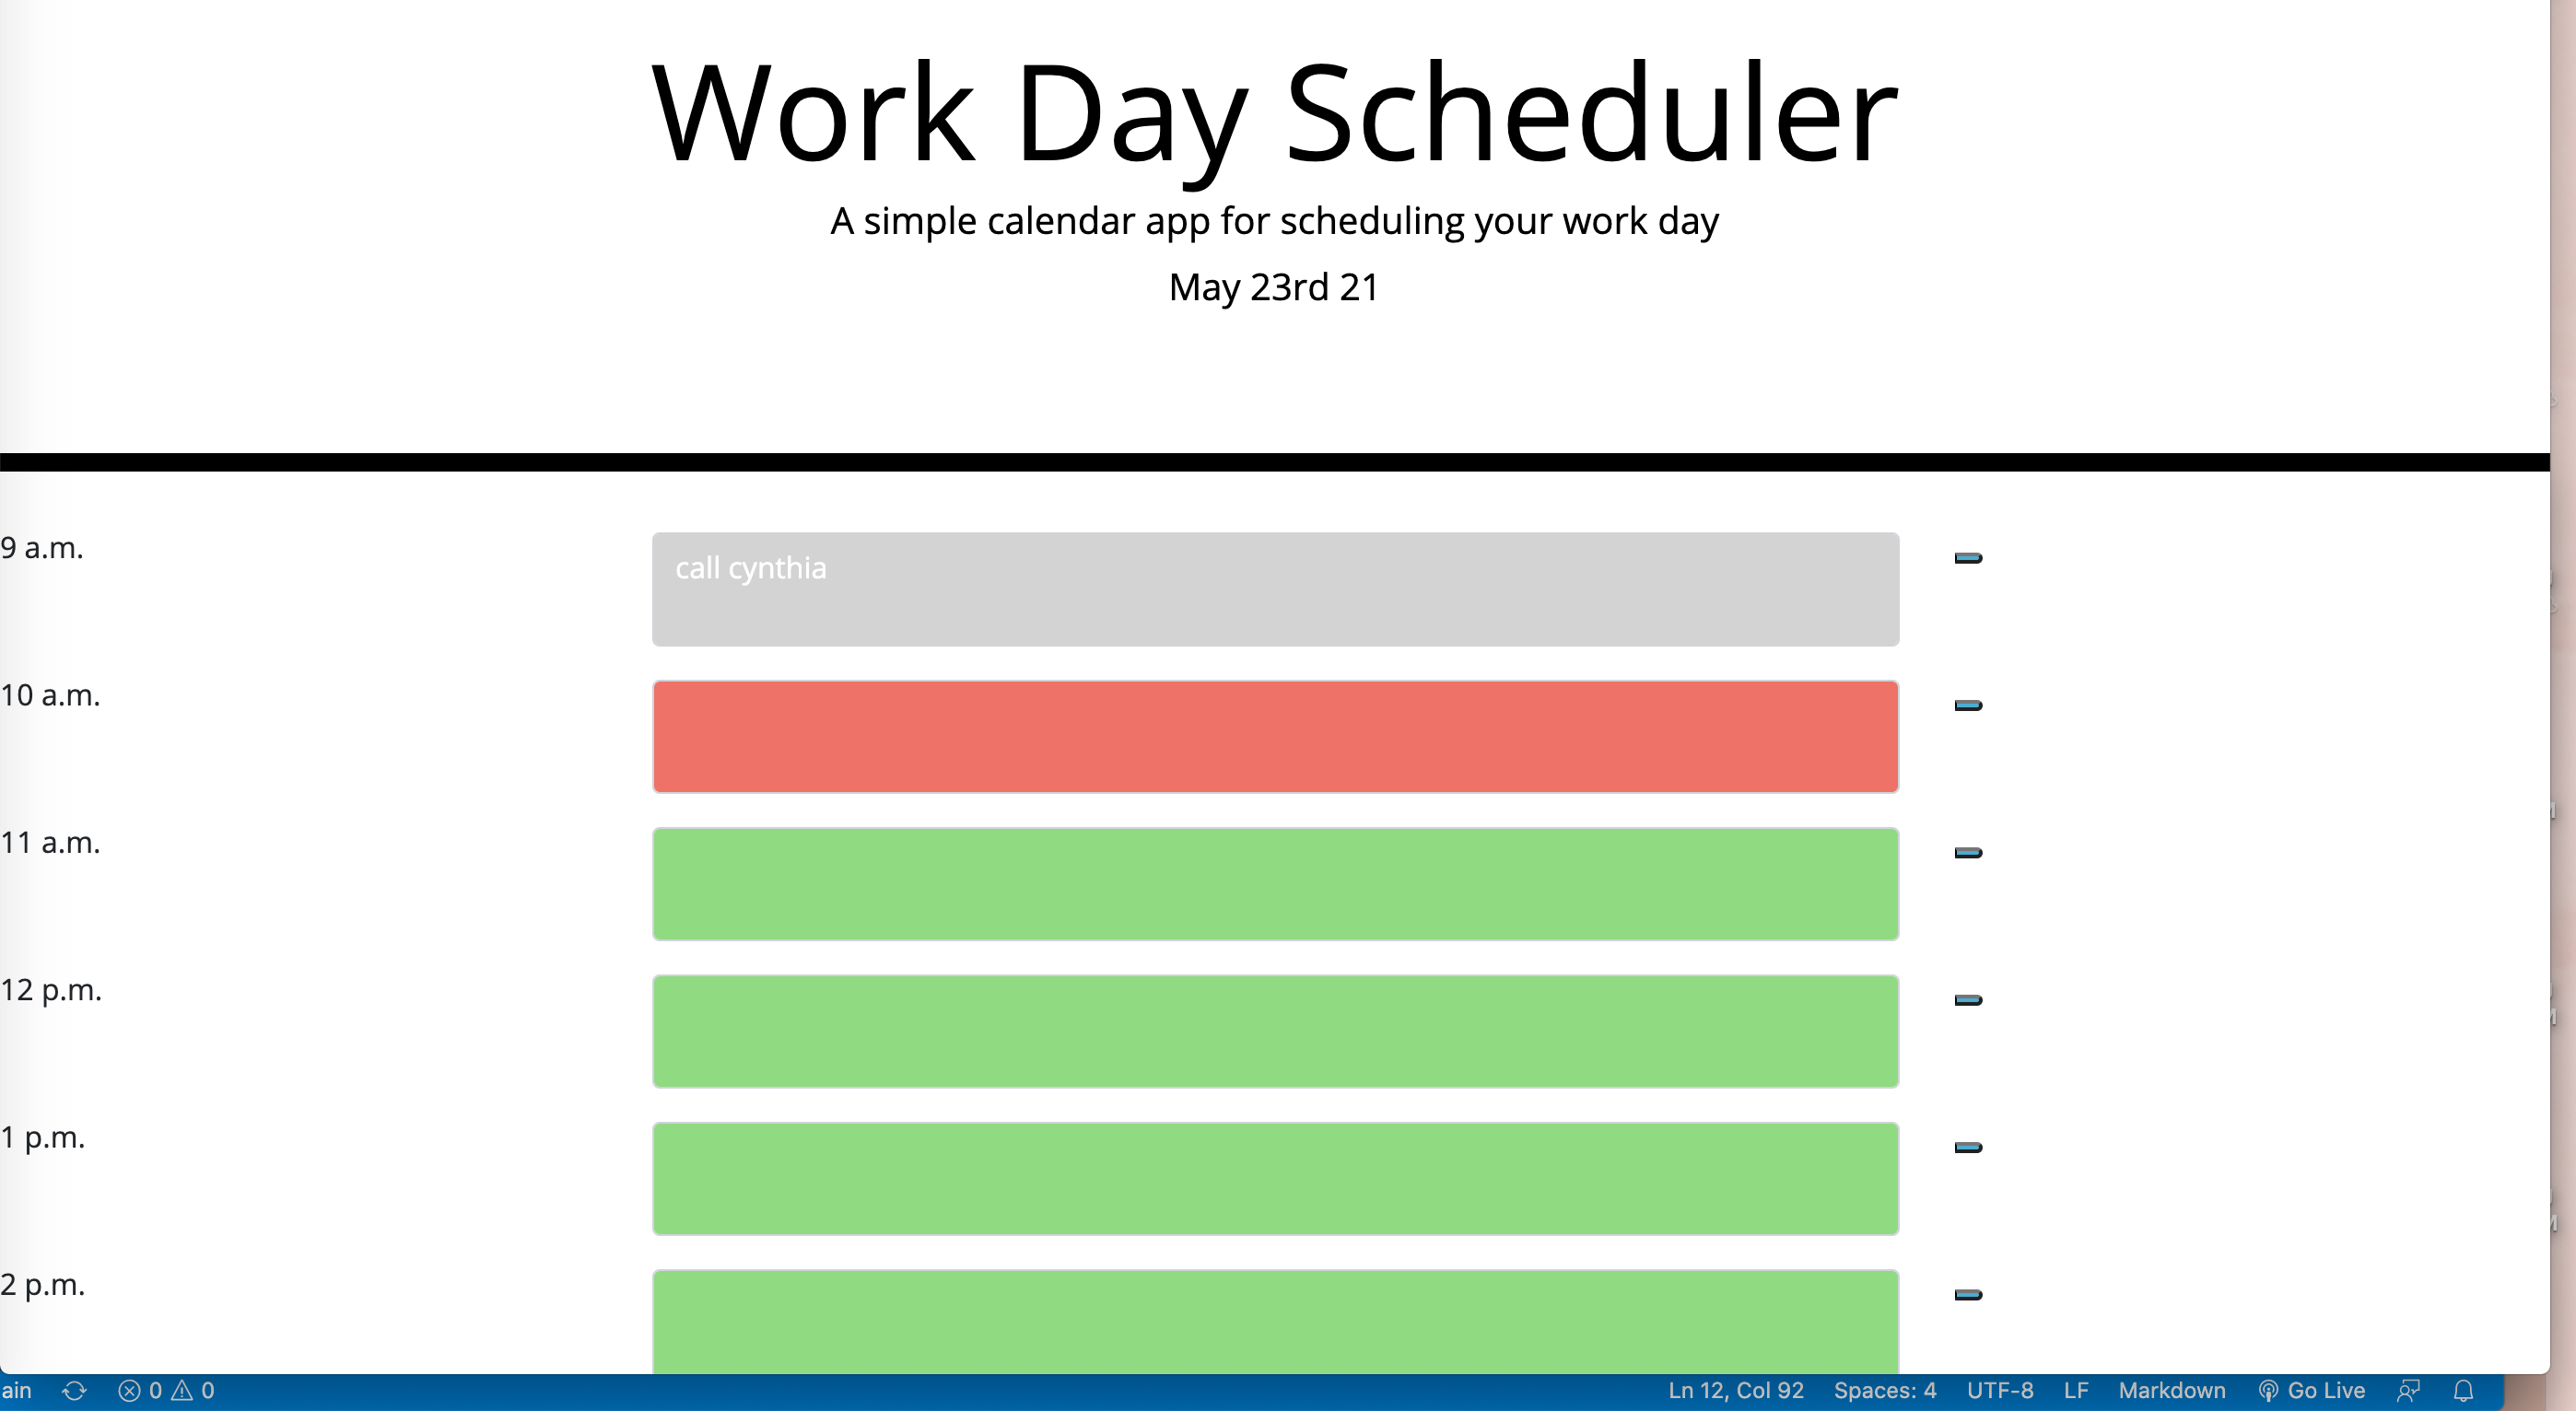 Work Day Scheduler
A simple calendar app for scheduling your work day
May 23rd 21
9 a.m.
call cynthia
10 a.m.
11 a.m.
12 p.m.
1 p.m.
2 p.m.
ain 0 0 Ln 12, Col 92 Spaces: 4 UTF-8 LF Markdown Go Live